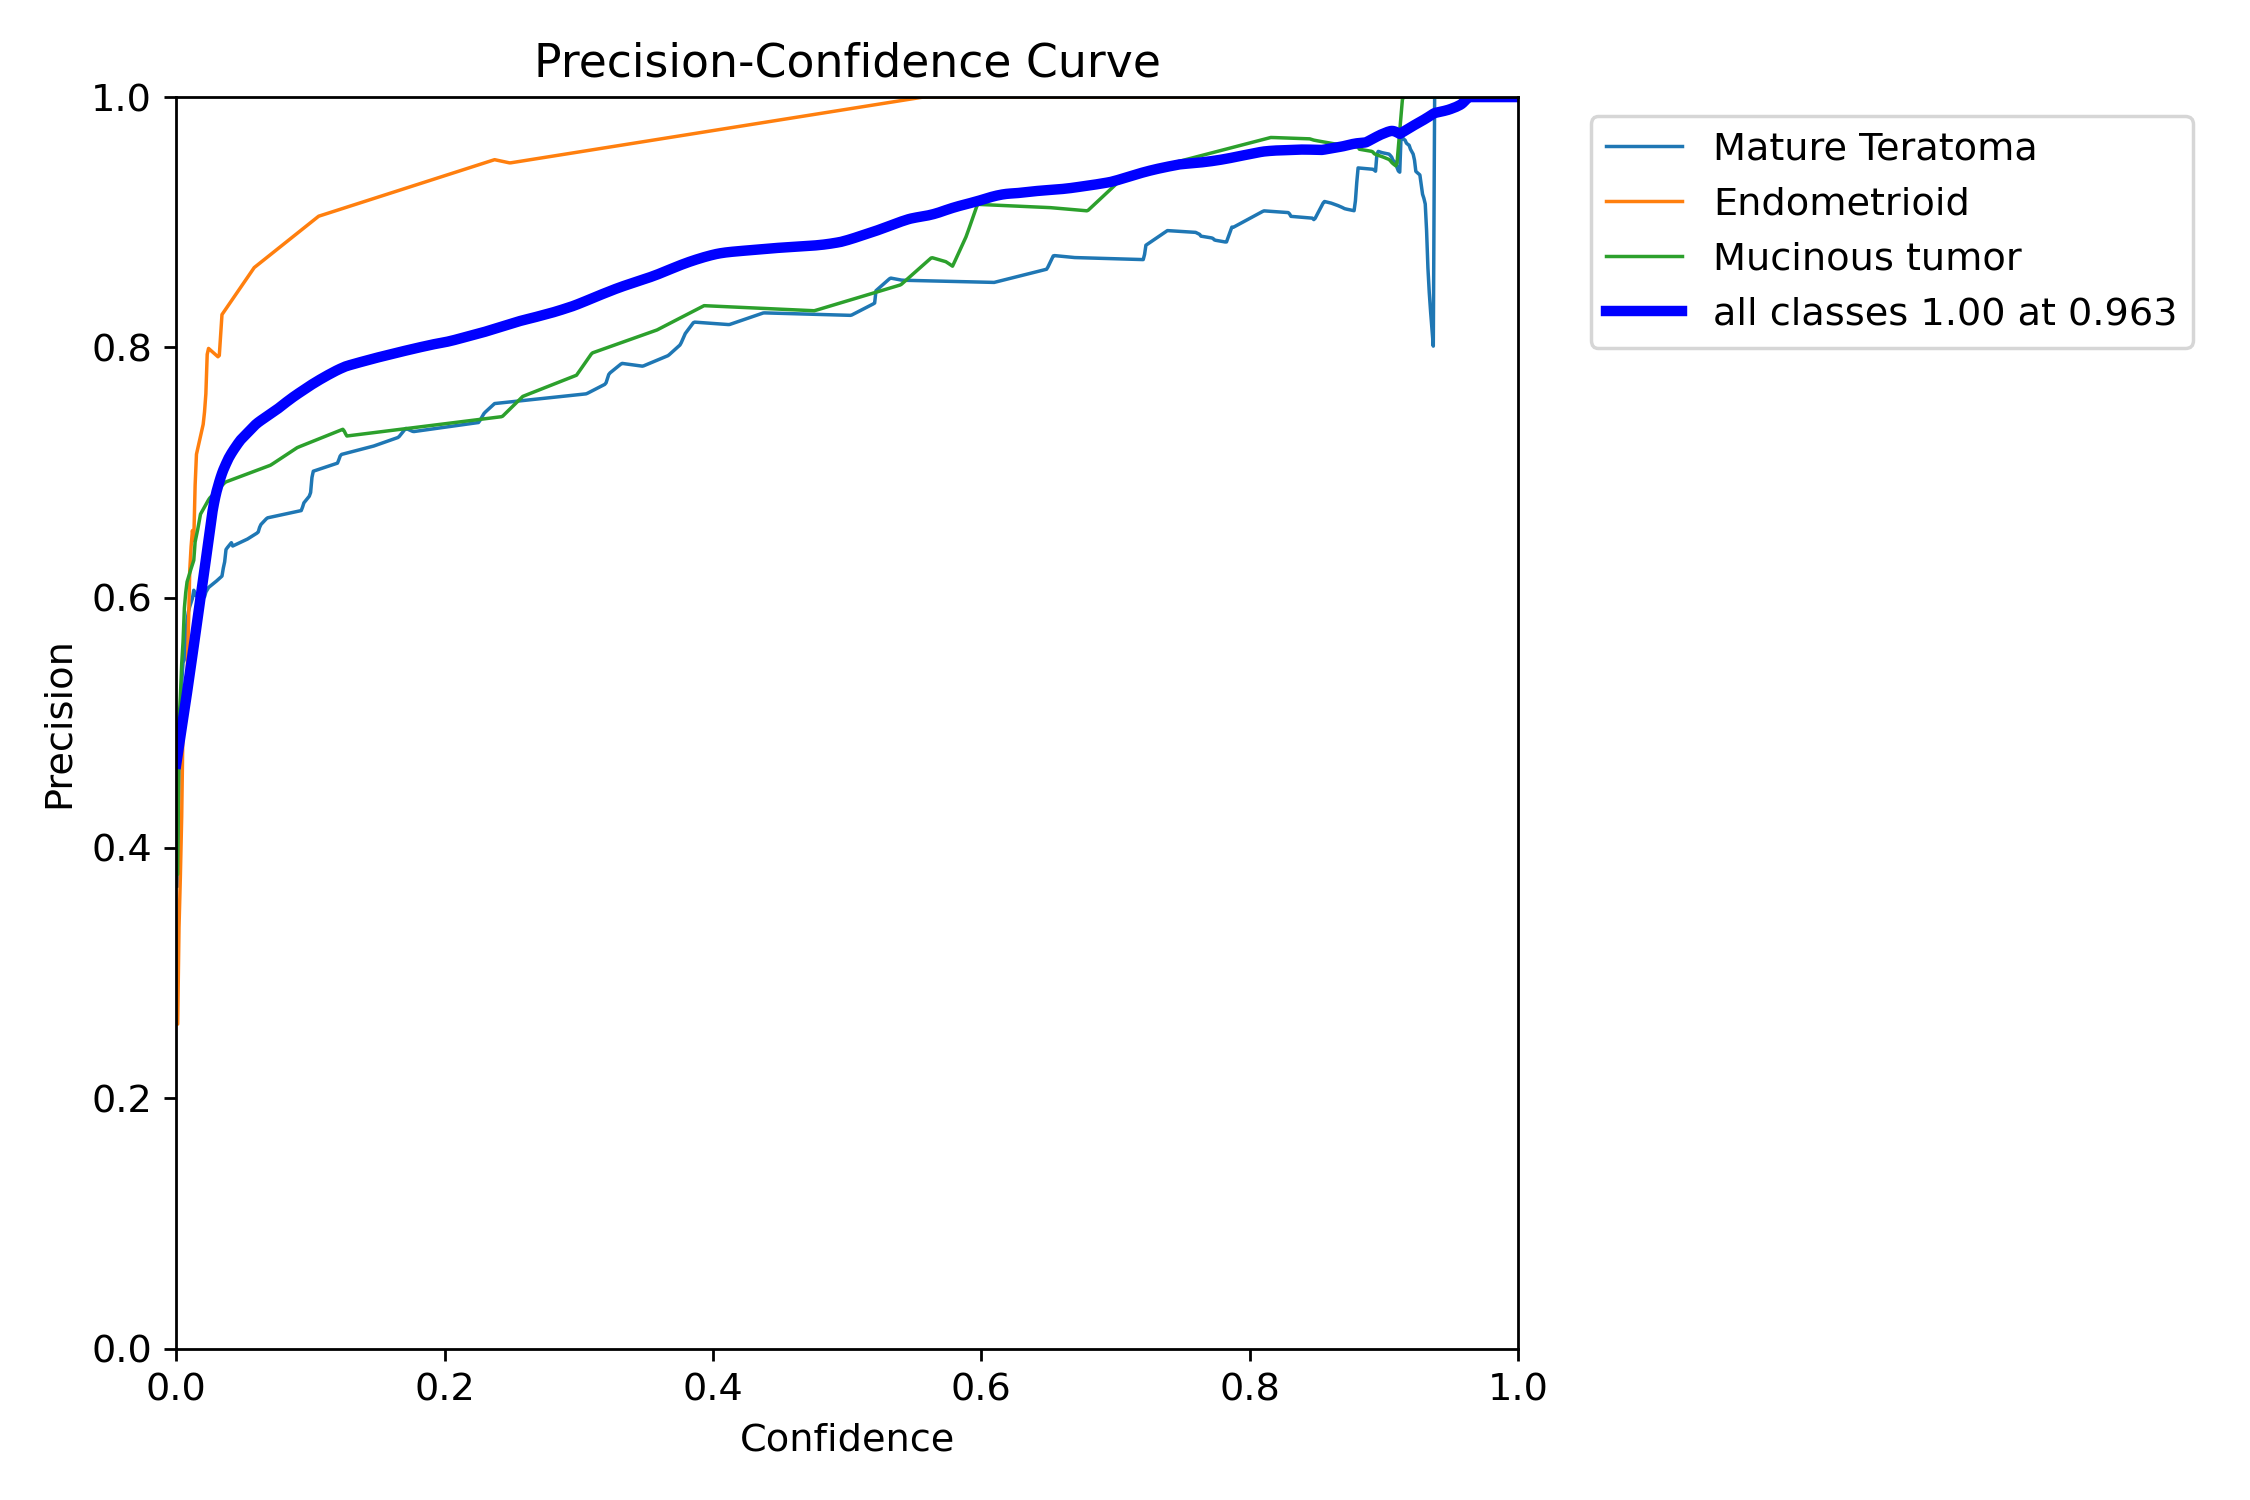 Precision-Confidence Curve
1.0
0.8
0.6
0.4
0.2
0.0
Precision
0.0 0.2 0.4 0.6 0.8 1.0
Confidence
Mature Teratoma
Endometrioid
Mucinous tumor
all classes 1.00 at 0.963